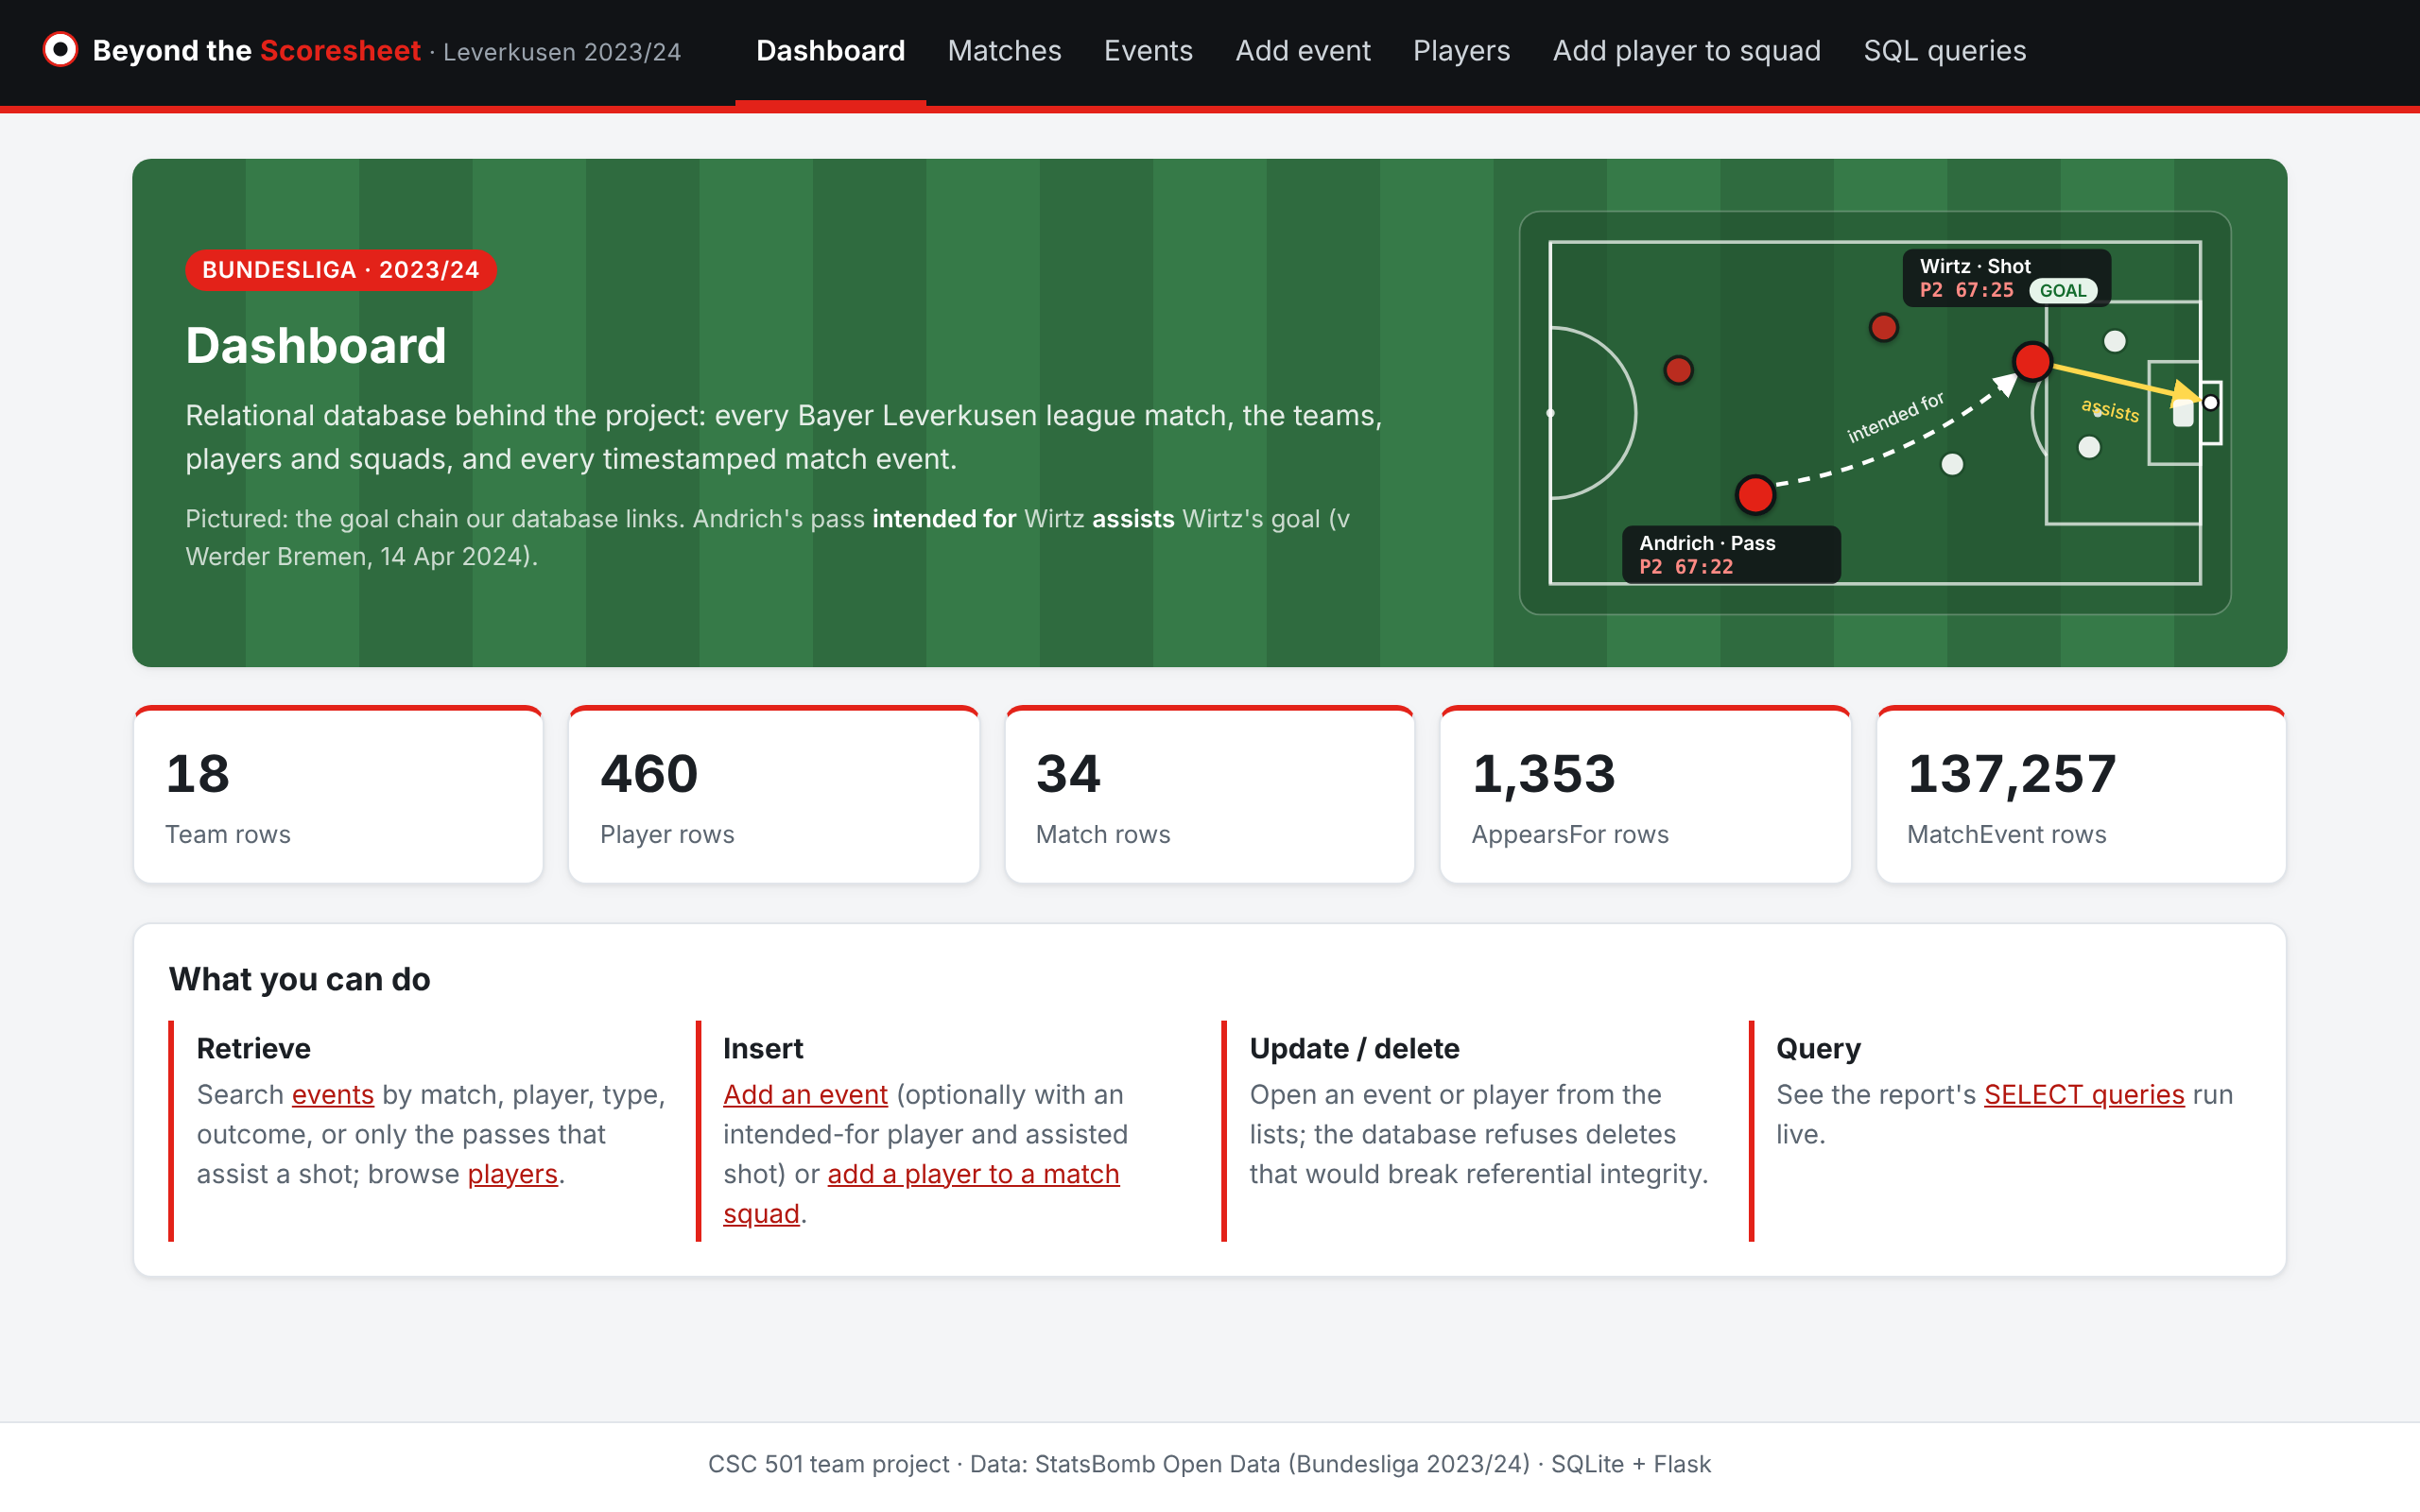 Beyond the Scoresheet · Leverkusen 2023/24
Dashboard
Matches
Events
Add event
Players
Add player to squad
SQL queries
BUNDESLIGA · 2023/24
Dashboard
Relational database behind the project: every Bayer Leverkusen league match, the teams,
players and squads, and every timestamped match event.
Pictured: the goal chain our database links. Andrich's pass intended for Wirtz assists Wirtz's goal (v
Werder Bremen, 14 Apr 2024).
Wirtz · Shot
P2 67:25 GOAL
assists
intended for
Andrich · Pass
P2 67:22
18
Team rows
460
Player rows
34
Match rows
1,353
AppearsFor rows
137,257
MatchEvent rows
What you can do
Retrieve
Search events by match, player, type,
outcome, or only the passes that
assist a shot; browse players.
Insert
Add an event (optionally with an
intended-for player and assisted
shot) or add a player to a match
squad.
Update / delete
Open an event or player from the
lists; the database refuses deletes
that would break referential integrity.
Query
See the report's SELECT queries run
live.
CSC 501 team project · Data: StatsBomb Open Data (Bundesliga 2023/24) · SQLite + Flask